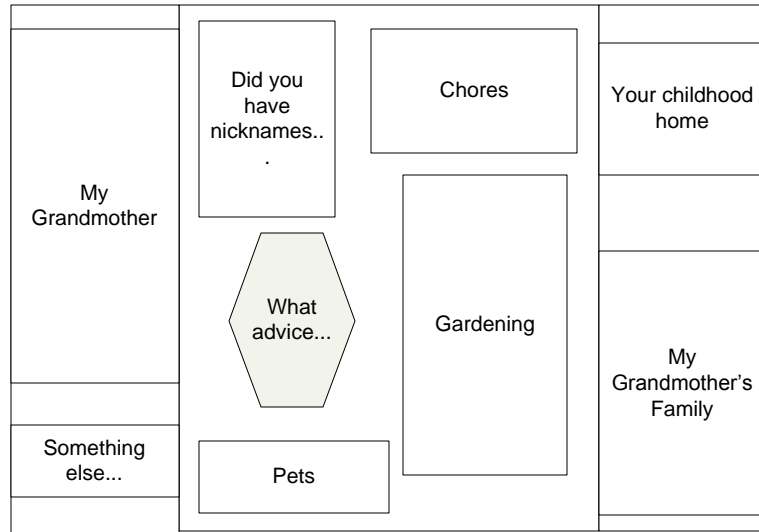 My
Grandmother
Something
else...
Did you
have
nicknames..
.
What
advice...
Pets
Chores
Gardening
Your childhood
home
My
Grandmother’s
Family